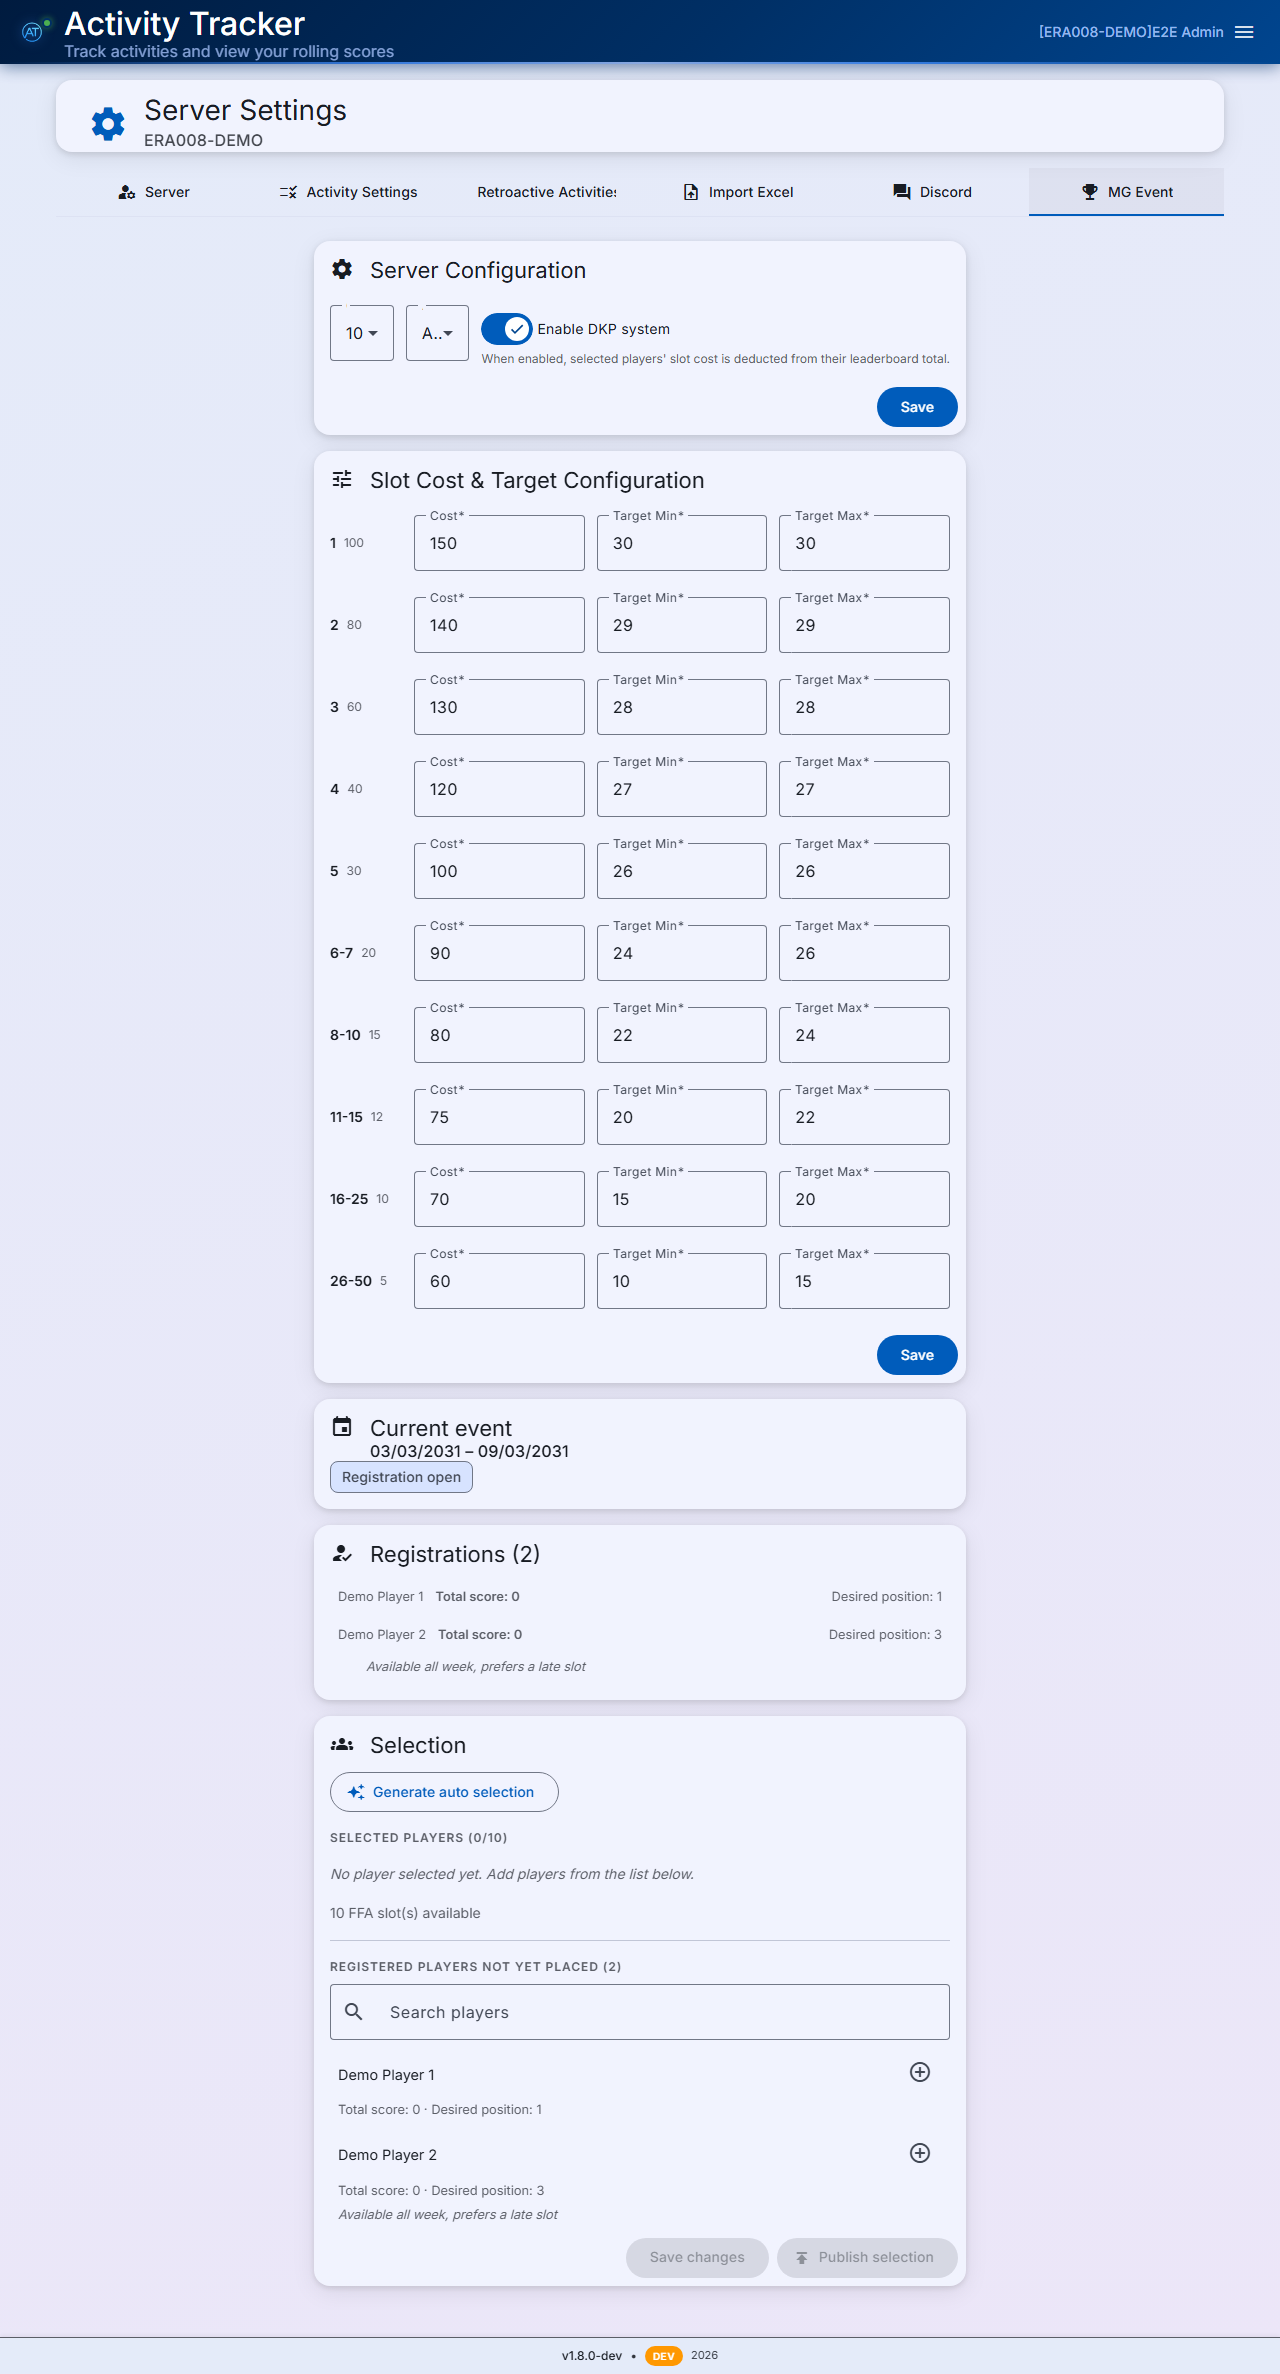 AT
Activity Tracker
Track activities and view your rolling scores
[ERA008-DEMO]E2E Admin
Server Settings
ERA008-DEMO
Server
Activity Settings
Retroactive Activities
Import Excel
Discord
MG Event
Server Configuration
10
A..
Enable DKP system
When enabled, selected players' slot cost is deducted from their leaderboard total.
Save
Slot Cost & Target Configuration
Cost* Target Min* Target Max*
1 100 150 30 30
Cost* Target Min* Target Max*
2 80 140 29 29
Cost* Target Min* Target Max*
3 60 130 28 28
Cost* Target Min* Target Max*
4 40 120 27 27
Cost* Target Min* Target Max*
5 30 100 26 26
Cost* Target Min* Target Max*
6-7 20 90 24 26
Cost* Target Min* Target Max*
8-10 15 80 22 24
Cost* Target Min* Target Max*
11-15 12 75 20 22
Cost* Target Min* Target Max*
16-25 10 70 15 20
Cost* Target Min* Target Max*
26-50 5 60 10 15
Save
Current event
03/03/2031 – 09/03/2031
Registration open
Registrations (2)
Demo Player 1 Total score: 0 Desired position: 1
Demo Player 2 Total score: 0 Desired position: 3
Available all week, prefers a late slot
Selection
Generate auto selection
SELECTED PLAYERS (0/10)
No player selected yet. Add players from the list below.
10 FFA slot(s) available
REGISTERED PLAYERS NOT YET PLACED (2)
Search players
Demo Player 1
Total score: 0 · Desired position: 1
Demo Player 2
Total score: 0 · Desired position: 3
Available all week, prefers a late slot
Save changes
Publish selection
v1.8.0-dev • DEV 2026